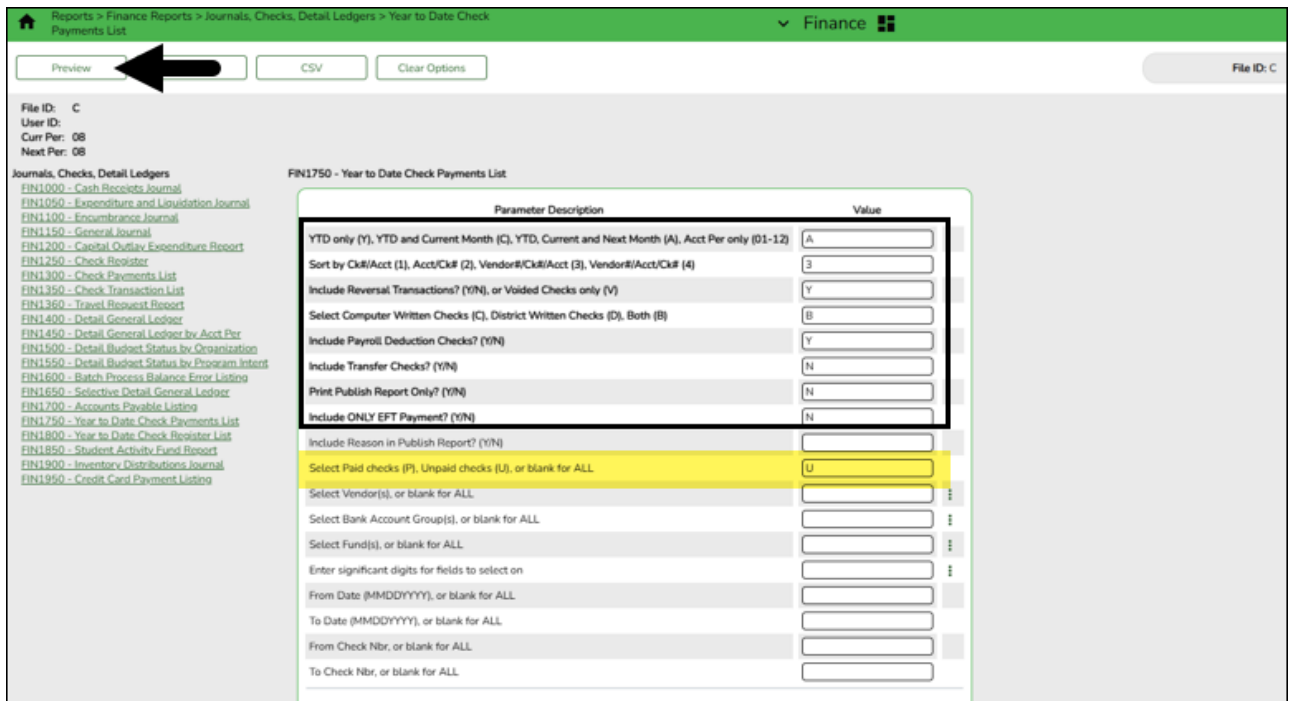 Reports > Finance Reports > Journals, Checks, Detail Ledgers > Year to Date Check
Payments List
Finance
Preview
CSV
Clear Options
File ID: C
File ID: C
User ID:
Curr Per: 08
Next Per: 08
Journals, Checks, Detail Ledgers
FIN1000 - Cash Receipts Journal
FIN1050 - Expenditure and Liquidation Journal
FIN1100 - Encumbrance Journal
FIN1150 - General Journal
FIN1200 - Capital Outlay Expenditure Report
FIN1250 - Check Register
FIN1300 - Check Payments List
FIN1350 - Check Transaction List
FIN1360 - Travel Request Report
FIN1400 - Detail General Ledger
FIN1450 - Detail General Ledger by Acct Per
FIN1500 - Detail Budget Status by Organization
FIN1550 - Detail Budget Status by Program Intent
FIN1600 - Batch Process Balance Error Listing
FIN1650 - Selective Detail General Ledger
FIN1700 - Accounts Payable Listing
FIN1750 - Year to Date Check Payments List
FIN1800 - Year to Date Check Register List
FIN1850 - Student Activity Fund Report
FIN1900 - Inventory Distributions Journal
FIN1950 - Credit Card Payment Listing
FIN1750 - Year to Date Check Payments List
Parameter Description Value
YTD only (Y), YTD and Current Month (C), YTD, Current and Next Month (A), Acct Per only (01-12) A
Sort by Ck#/Acct (1), Acct/Ck# (2), Vendor#/Ck#/Acct (3), Vendor#/Acct/Ck# (4) 3
Include Reversal Transactions? (Y/N), or Voided Checks only (V) Y
Select Computer Written Checks (C), District Written Checks (D), Both (B) B
Include Payroll Deduction Checks? (Y/N) Y
Include Transfer Checks? (Y/N) N
Print Publish Report Only? (Y/N) N
Include ONLY EFT Payment? (Y/N) N
Include Reason in Publish Report? (Y/N)
Select Paid checks (P), Unpaid checks (U), or blank for ALL U
Select Vendor(s), or blank for ALL
Select Bank Account Group(s), or blank for ALL
Select Fund(s), or blank for ALL
Enter significant digits for fields to select on
From Date (MMDDYYYY), or blank for ALL
To Date (MMDDYYYY), or blank for ALL
From Check Nbr, or blank for ALL
To Check Nbr, or blank for ALL